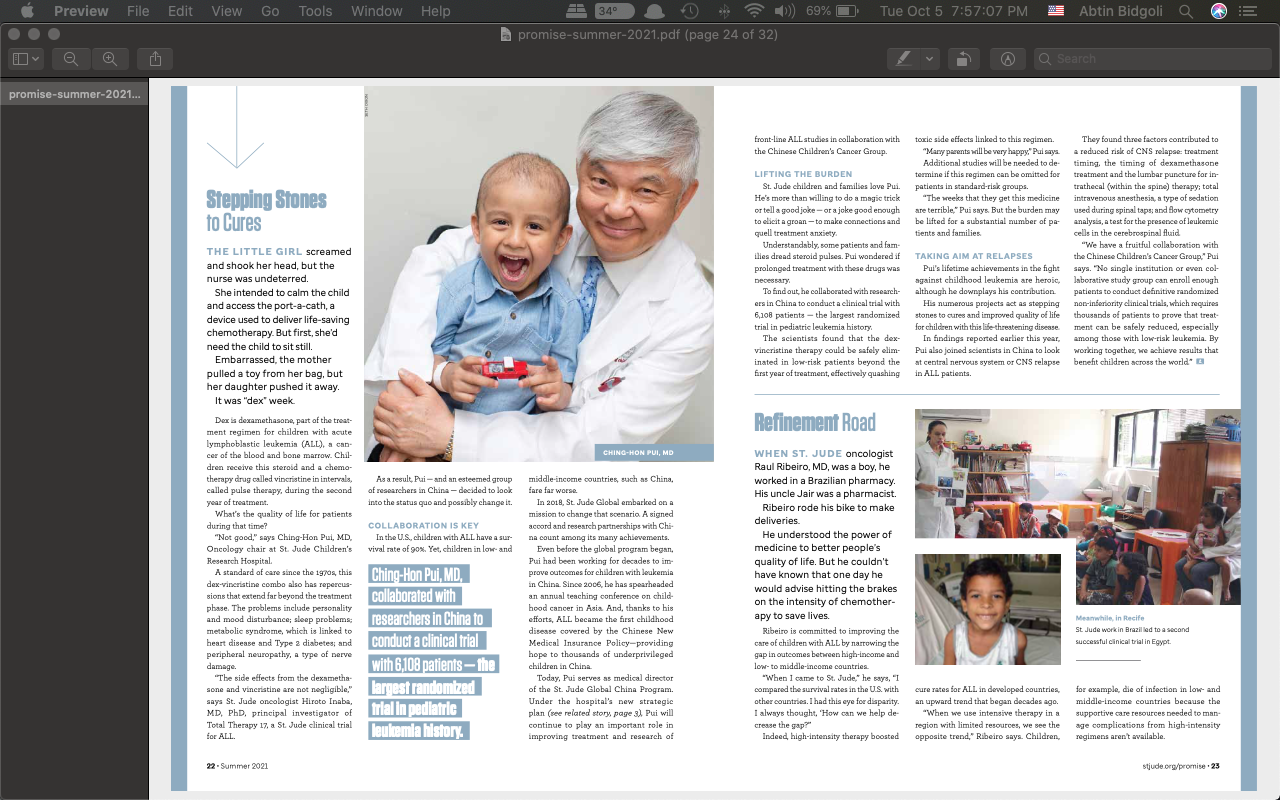 Preview File Edit View Go Tools Window Help 34° 69% Tue Oct 5 7:57:07 PM Abtin Bidgoli
promise-summer-2021.pdf (page 24 of 32)
Search
promise-summer-2021...
Stepping Stones
to Cures
THE LITTLE GIRL screamed
and shook her head, but the
nurse was undeterred.
She intended to calm the child
and access the port-a-cath, a
device used to deliver life-saving
chemotherapy. But first, she'd
need the child to sit still.
Embarrassed, the mother
pulled a toy from her bag, but
her daughter pushed it away.
It was "dex" week.
Dex is dexamethasone, part of the treat-
ment regimen for children with acute
lymphoblastic leukemia (ALL), a can-
cer of the blood and bone marrow. Chil-
dren receive this steroid and a chemo-
therapy drug called vincristine in intervals,
called pulse therapy, during the second
year of treatment.
What's the quality of life for patients
during that time?
"Not good," says Ching-Hon Pui, MD,
Oncology chair at St. Jude Children's
Research Hospital.
A standard of care since the 1970s, this
dex-vincristine combo also has repercus-
sions that extend far beyond the treatment
phase. The problems include personality
and mood disturbance; sleep problems;
metabolic syndrome, which is linked to
heart disease and Type 2 diabetes; and
peripheral neuropathy, a type of nerve
damage.
"The side effects from the dexametha-
sone and vincristine are not negligible,"
says St. Jude oncologist Hiroto Inaba,
MD, PhD, principal investigator of
Total Therapy 17, a St. Jude clinical trial
for ALL.
CHING-HON PUI, MD
As a result, Pui — and an esteemed group
of researchers in China — decided to look
into the status quo and possibly change it.
COLLABORATION IS KEY
In the U.S., children with ALL have a sur-
vival rate of 90%. Yet, children in low- and
Ching-Hon Pui, MD,
collaborated with
researchers in China to
conduct a clinical trial
with 6,108 patients — the
largest randomized
trial in pediatric
leukemia history.
middle-income countries, such as China,
fare far worse.
In 2018, St. Jude Global embarked on a
mission to change that scenario. A signed
accord and research partnerships with Chi-
na count among its many achievements.
Even before the global program began,
Pui had been working for decades to im-
prove outcomes for children with leukemia
in China. Since 2006, he has spearheaded
an annual teaching conference on child-
hood cancer in Asia. And, thanks to his
efforts, ALL became the first childhood
disease covered by the Chinese New
Medical Insurance Policy—providing
hope to thousands of underprivileged
children in China.
Today, Pui serves as medical director
of the St. Jude Global China Program.
Under the hospital's new strategic
plan (see related story, page 3), Pui will
continue to play an important role in
improving treatment and research of
22 • Summer 2021
front-line ALL studies in collaboration with
the Chinese Children's Cancer Group.
LIFTING THE BURDEN
St. Jude children and families love Pui.
He's more than willing to do a magic trick
or tell a good joke — or a joke good enough
to elicit a groan — to make connections and
quell treatment anxiety.
Understandably, some patients and fam-
ilies dread steroid pulses. Pui wondered if
prolonged treatment with these drugs was
necessary.
To find out, he collaborated with research-
ers in China to conduct a clinical trial with
6,108 patients — the largest randomized
trial in pediatric leukemia history.
The scientists found that the dex-
vincristine therapy could be safely elim-
inated in low-risk patients beyond the
first year of treatment, effectively quashing
toxic side effects linked to this regimen.
"Many parents will be very happy," Pui says.
Additional studies will be needed to de-
termine if this regimen can be omitted for
patients in standard-risk groups.
"The weeks that they get this medicine
are terrible," Pui says. But the burden may
be lifted for a substantial number of pa-
tients and families.
TAKING AIM AT RELAPSES
Pui's lifetime achievements in the fight
against childhood leukemia are heroic,
although he downplays his contribution.
His numerous projects act as stepping
stones to cures and improved quality of life
for children with this life-threatening disease.
In findings reported earlier this year,
Pui also joined scientists in China to look
at central nervous system or CNS relapse
in ALL patients.
They found three factors contributed to
a reduced risk of CNS relapse: treatment
timing, the timing of dexamethasone
treatment and the lumbar puncture for in-
trathecal (within the spine) therapy; total
intravenous anesthesia, a type of sedation
used during spinal taps; and flow cytometry
analysis, a test for the presence of leukemic
cells in the cerebrospinal fluid.
"We have a fruitful collaboration with
the Chinese Children's Cancer Group," Pui
says. "No single institution or even col-
laborative study group can enroll enough
patients to conduct definitive randomized
non-inferiority clinical trials, which requires
thousands of patients to prove that treat-
ment can be safely reduced, especially
among those with low-risk leukemia. By
working together, we achieve results that
benefit children across the world."
Refinement Road
WHEN ST. JUDE oncologist
Raul Ribeiro, MD, was a boy, he
worked in a Brazilian pharmacy.
His uncle Jair was a pharmacist.
Ribeiro rode his bike to make
deliveries.
He understood the power of
medicine to better people's
quality of life. But he couldn't
have known that one day he
would advise hitting the brakes
on the intensity of chemother-
apy to save lives.
Ribeiro is committed to improving the
care of children with ALL by narrowing the
gap in outcomes between high-income and
low- to middle-income countries.
"When I came to St. Jude," he says, "I
compared the survival rates in the U.S. with
other countries. I had this eye for disparity.
I always thought, 'How can we help de-
crease the gap?'"
Indeed, high-intensity therapy boosted
Meanwhile, in Recife
St. Jude work in Brazil led to a second
successful clinical trial in Egypt.
cure rates for ALL in developed countries,
an upward trend that began decades ago.
"When we use intensive therapy in a
region with limited resources, we see the
opposite trend," Ribeiro says. Children,
for example, die of infection in low- and
middle-income countries because the
supportive care resources needed to man-
age complications from high-intensity
regimens aren't available.
stjude.org/promise • 23